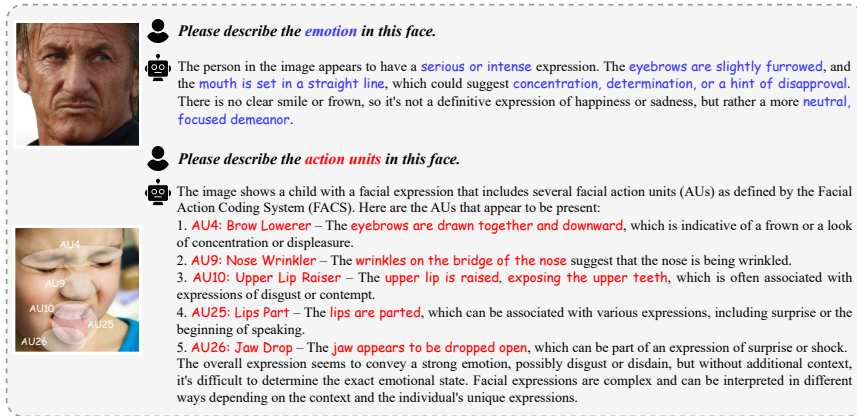 Please describe the emotion in this face.
The person in the image appears to have a serious or intense expression. The eyebrows are slightly furrowed, and
the mouth is set in a straight line, which could suggest concentration, determination, or a hint of disapproval.
There is no clear smile or frown, so it's not a definitive expression of happiness or sadness, but rather a more neutral,
focused demeanor.
Please describe the action units in this face.
The image shows a child with a facial expression that includes several facial action units (AUs) as defined by the Facial
Action Coding System (FACS). Here are the AUs that appear to be present:
1. AU4: Brow Lowerer – The eyebrows are drawn together and downward, which is indicative of a frown or a look
of concentration or displeasure.
2. AU9: Nose Wrinkler – The wrinkles on the bridge of the nose suggest that the nose is being wrinkled.
3. AU10: Upper Lip Raiser – The upper lip is raised, exposing the upper teeth, which is often associated with
expressions of disgust or contempt.
4. AU25: Lips Part – The lips are parted, which can be associated with various expressions, including surprise or the
beginning of speaking.
5. AU26: Jaw Drop – The jaw appears to be dropped open, which can be part of an expression of surprise or shock.
The overall expression seems to convey a strong emotion, possibly disgust or disdain, but without additional context,
it's difficult to determine the exact emotional state. Facial expressions are complex and can be interpreted in different
ways depending on the context and the individual's unique expressions.
AU4
AU9
AU10
AU25
AU26